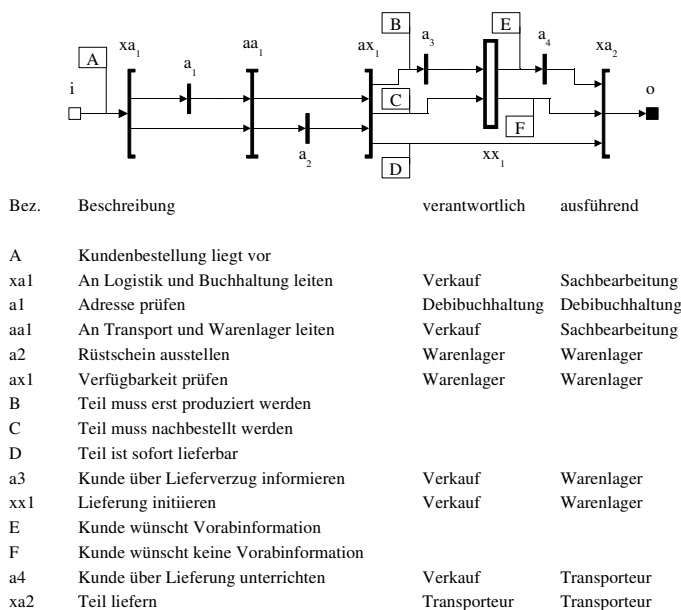 B E
xa1 aa1 ax1 a3 a4 xa2
A a1
i C o
F
a2 D xx1
Bez. Beschreibung verantwortlich ausführend
A Kundenbestellung liegt vor
xa1 An Logistik und Buchhaltung leiten Verkauf Sachbearbeitung
a1 Adresse prüfen Debibuchhaltung Debibuchhaltung
aa1 An Transport und Warenlager leiten Verkauf Sachbearbeitung
a2 Rüstschein ausstellen Warenlager Warenlager
ax1 Verfügbarkeit prüfen Warenlager Warenlager
B Teil muss erst produziert werden
C Teil muss nachbestellt werden
D Teil ist sofort lieferbar
a3 Kunde über Lieferverzug informieren Verkauf Warenlager
xx1 Lieferung initiieren Verkauf Warenlager
E Kunde wünscht Vorabinformation
F Kunde wünscht keine Vorabinformation
a4 Kunde über Lieferung unterrichten Verkauf Transporteur
xa2 Teil liefern Transporteur Transporteur